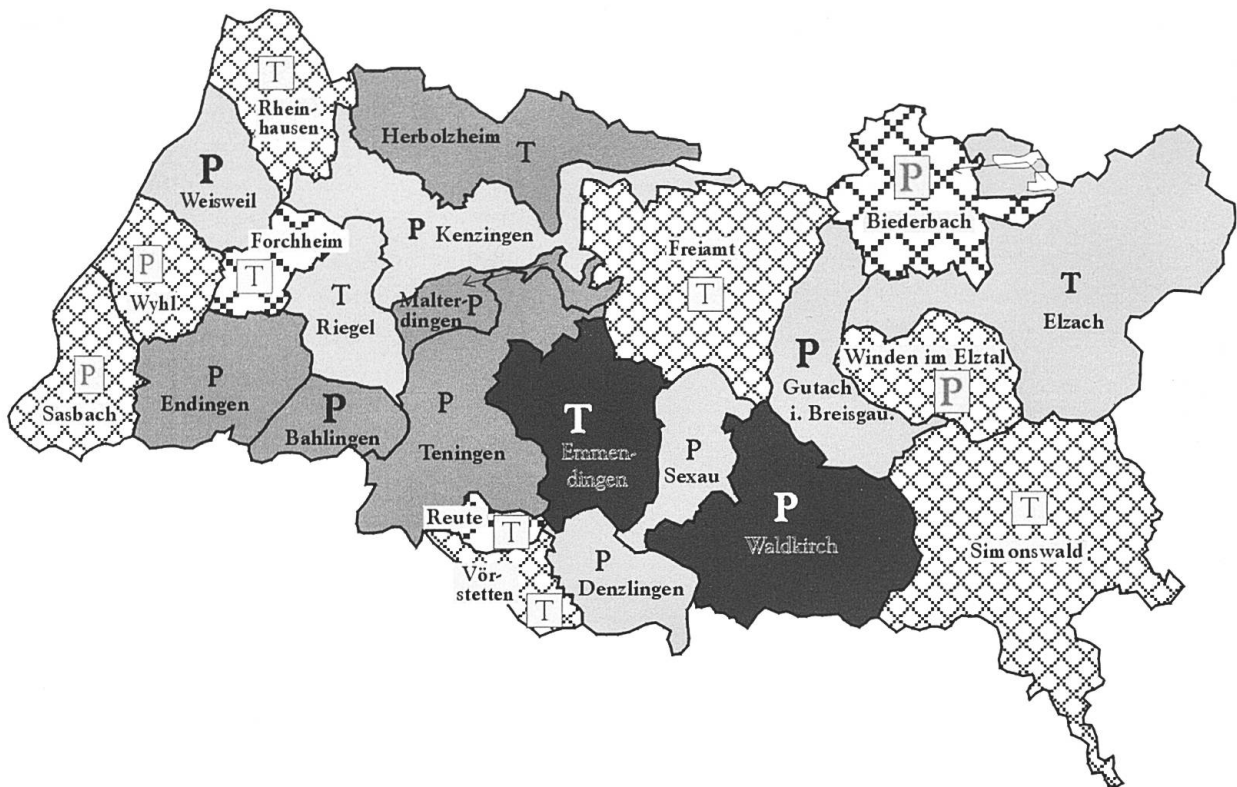 T
Rhein-
hausen
Herbolzheim T
P
Weisweil
P
Biederbach
Forchheim
T
P Kenzingen
Freiamt
T
P
Wyhl
T
Riegel
Malter-
dingen P
T
Elzach
P
Gutach
i. Breisgau
Winden im Elztal
P
P
Sasbach
P
Endingen
P
Bahlingen
P
Teningen
T
Emmen-
dingen
P
Sexau
P
Waldkirch
T
Simonswald
Reute T
Vör-
stetten
T
P
Denzlingen